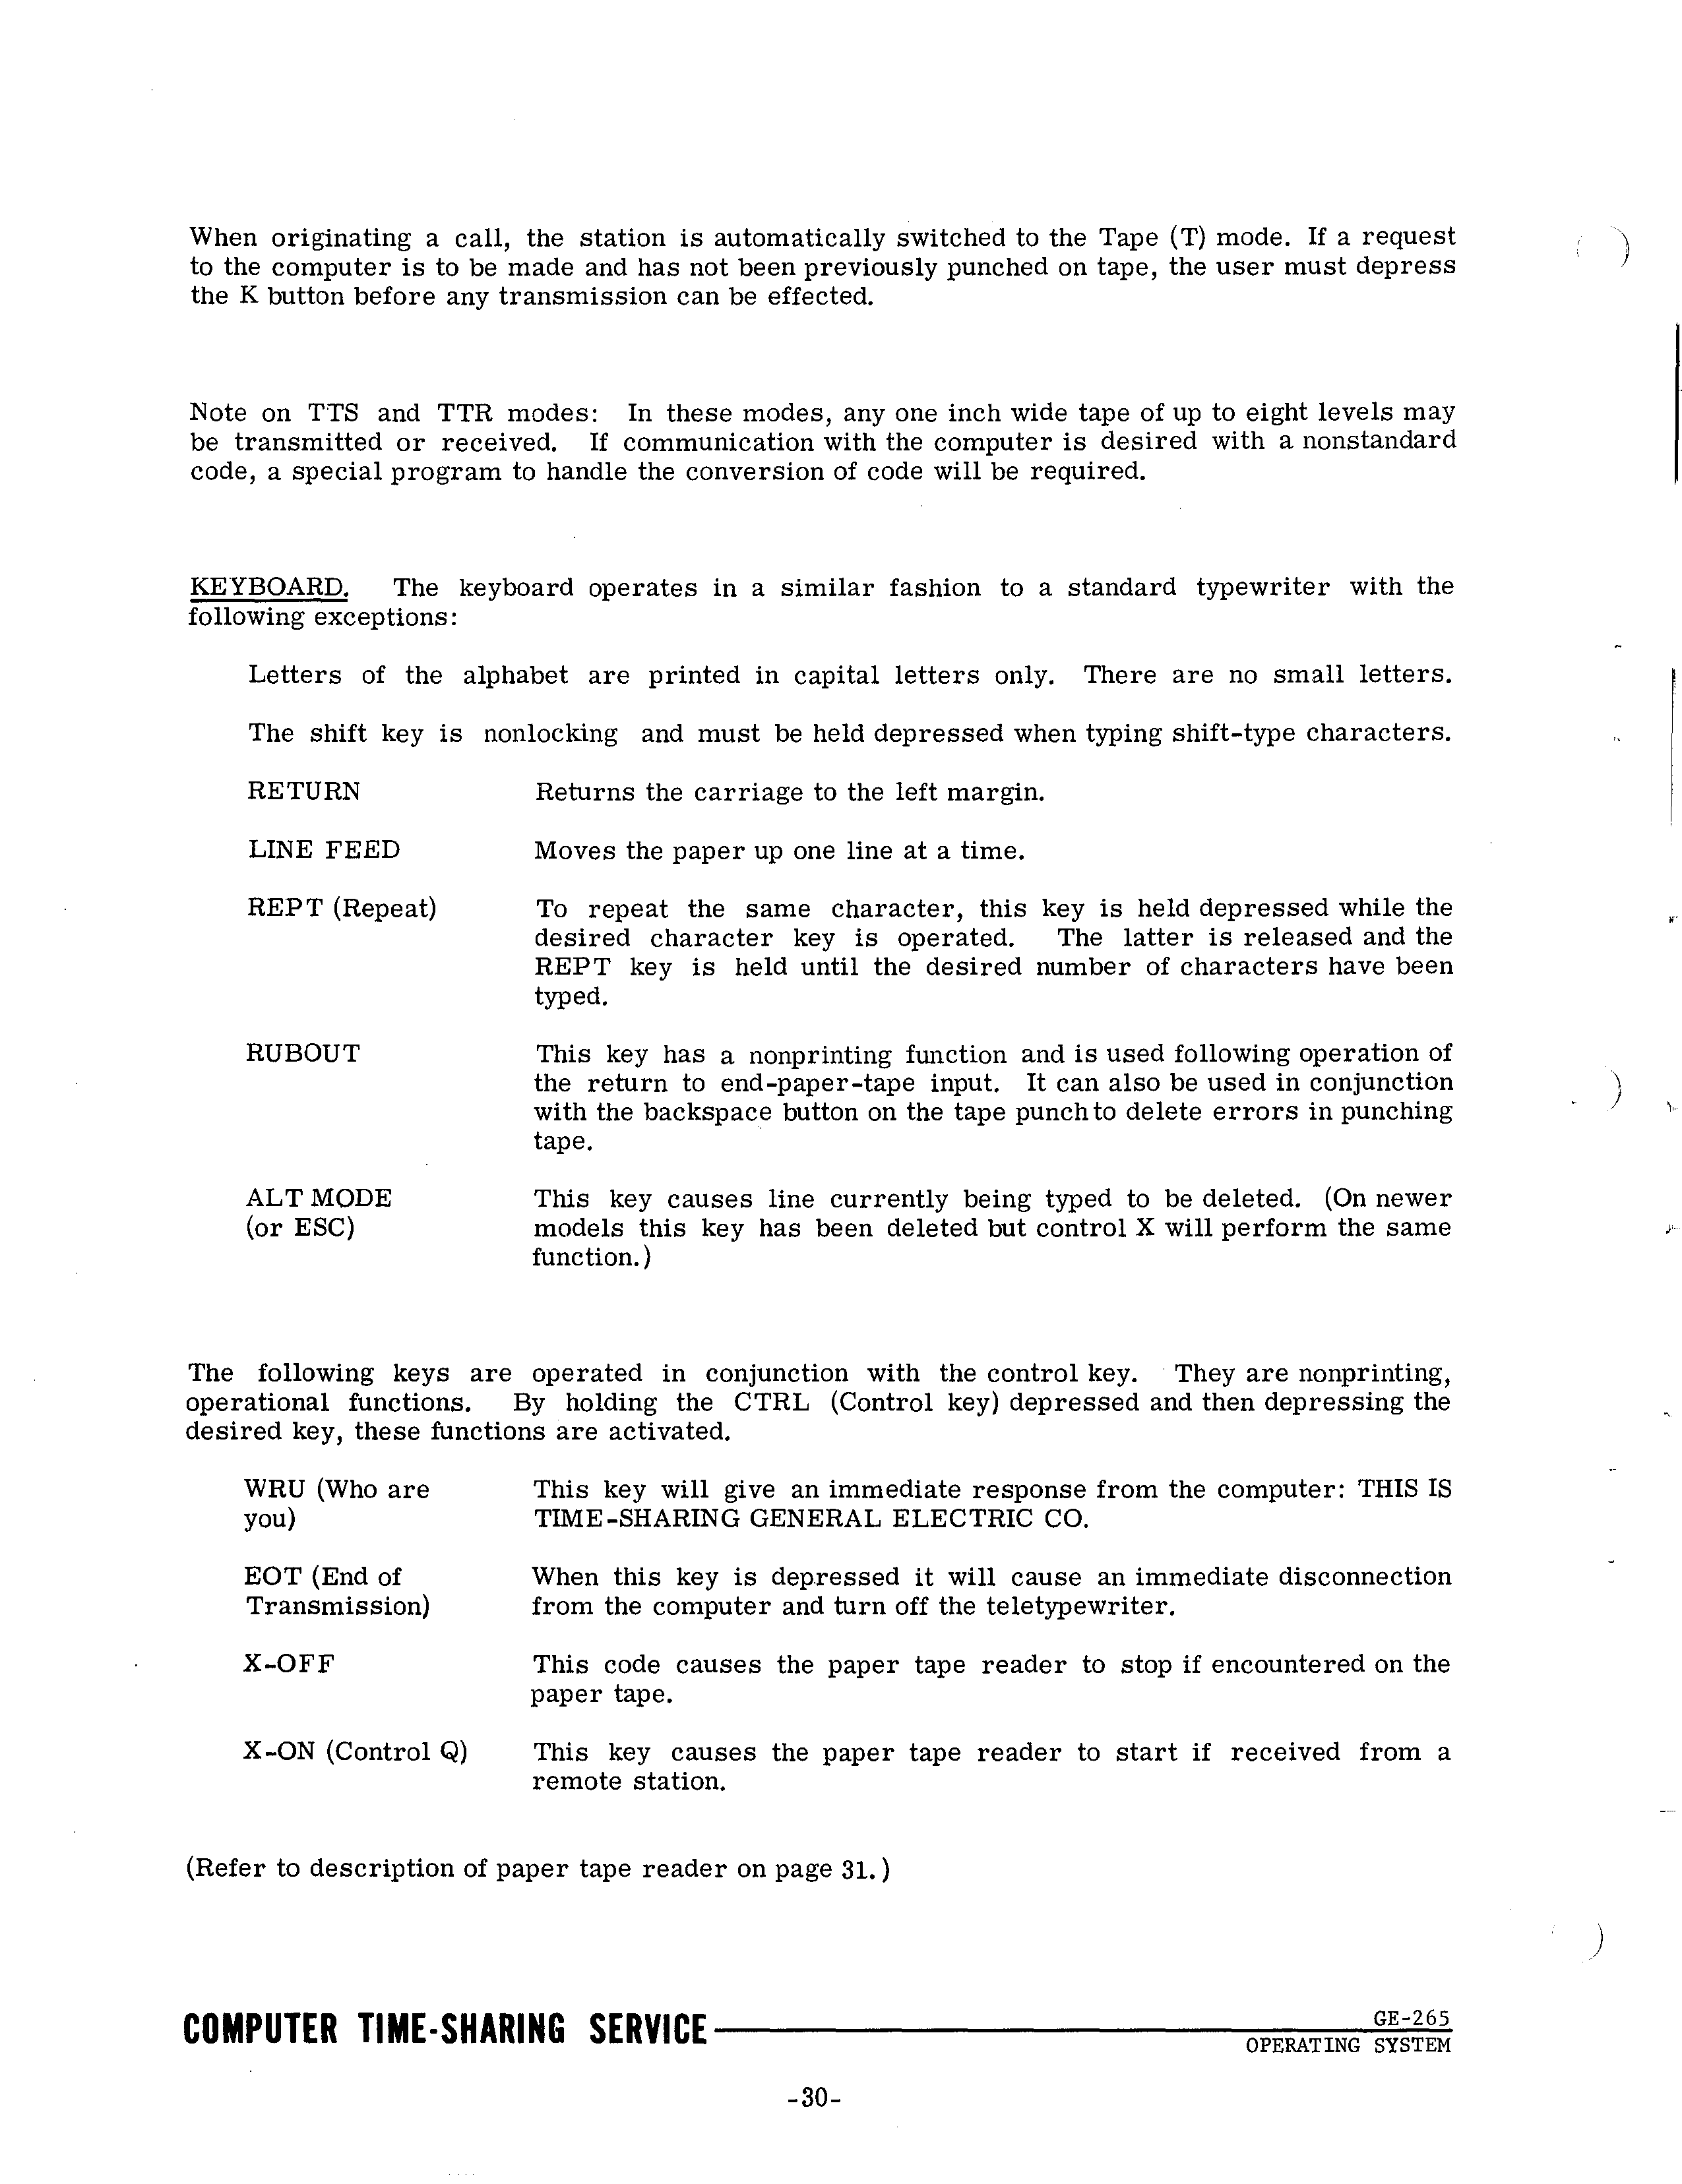 When originating a call, the station is automatically switched to the Tape (T) mode. If a request
to the computer is to be made and has not been previously punched on tape, the user must depress
the K button before any transmission can be effected.
Note on TTS and TTR modes: In these modes, any one inch wide tape of up to eight levels may
be transmitted or received. If communication with the computer is desired with a nonstandard
code, a special program to handle the conversion of code will be required.
KEYBOARD. The keyboard operates in a similar fashion to a standard typewriter with the
following exceptions:
Letters of the alphabet are printed in capital letters only. There are no small letters.
The shift key is nonlocking and must be held depressed when typing shift-type characters.
RETURN Returns the carriage to the left margin.
LINE FEED Moves the paper up one line at a time.
REPT (Repeat) To repeat the same character, this key is held depressed while the
desired character key is operated. The latter is released and the
REPT key is held until the desired number of characters have been
typed.
RUBOUT This key has a nonprinting function and is used following operation of
the return to end-paper-tape input. It can also be used in conjunction
with the backspace button on the tape punch to delete errors in punching
tape.
ALT MODE This key causes line currently being typed to be deleted. (On newer
(or ESC) models this key has been deleted but control X will perform the same
function.)
The following keys are operated in conjunction with the control key. They are nonprinting,
operational functions. By holding the CTRL (Control key) depressed and then depressing the
desired key, these functions are activated.
WRU (Who are This key will give an immediate response from the computer: THIS IS
you) TIME-SHARING GENERAL ELECTRIC CO.
EOT (End of When this key is depressed it will cause an immediate disconnection
Transmission) from the computer and turn off the teletypewriter.
X-OFF This code causes the paper tape reader to stop if encountered on the
paper tape.
X-ON (Control Q) This key causes the paper tape reader to start if received from a
remote station.
(Refer to description of paper tape reader on page 31.)
COMPUTER TIME-SHARING SERVICE GE-265
OPERATING SYSTEM
-30-